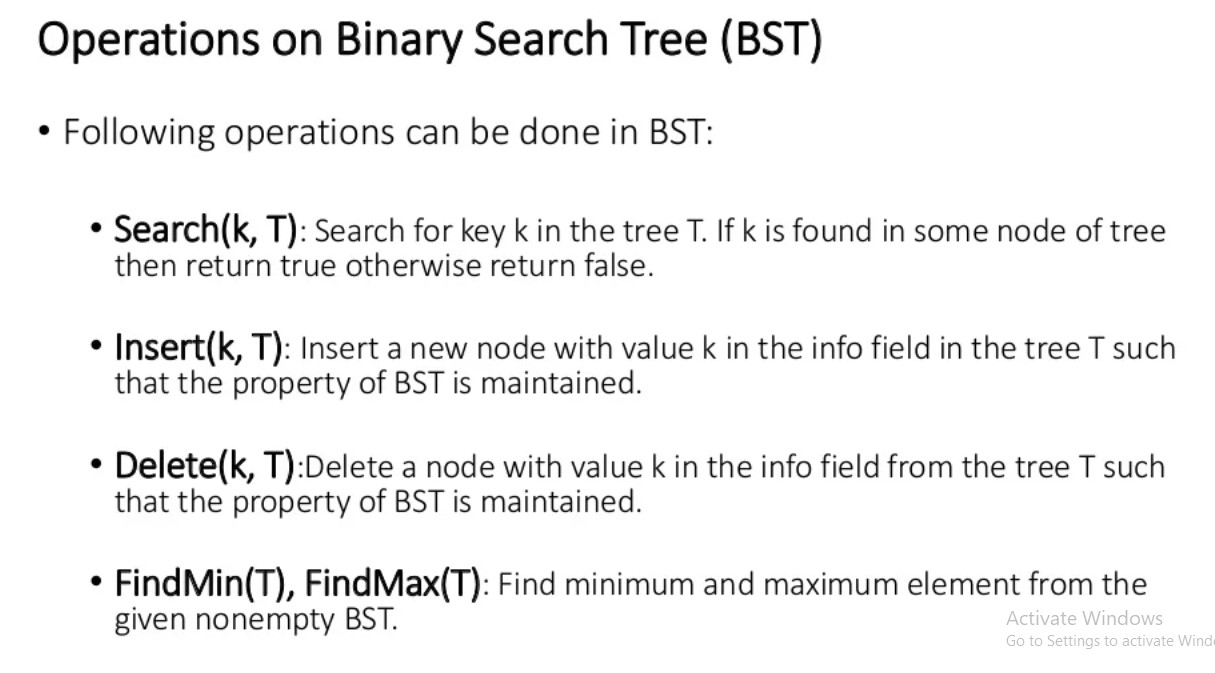 Operations on Binary Search Tree (BST)
• Following operations can be done in BST:
• Search(k, T): Search for key k in the tree T. If k is found in some node of tree
then return true otherwise return false.
• Insert(k, T): Insert a new node with value k in the info field in the tree T such
that the property of BST is maintained.
• Delete(k, T):Delete a node with value k in the info field from the tree T such
that the property of BST is maintained.
• FindMin(T), FindMax(T): Find minimum and maximum element from the
given nonempty BST.
Activate Windows
Go to Settings to activate Wind